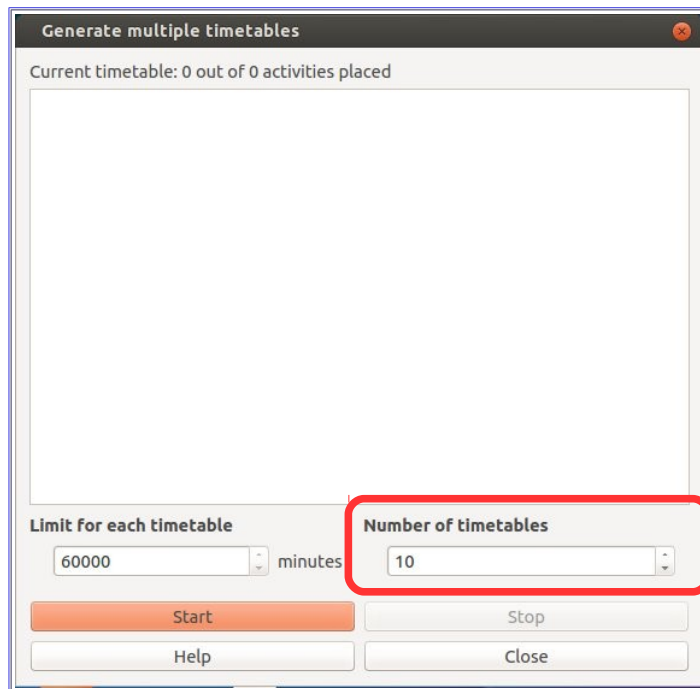 Generate multiple timetables
Current timetable: 0 out of 0 activities placed
Limit for each timetable
Number of timetables
60000 minutes
10
Start
Stop
Help
Close